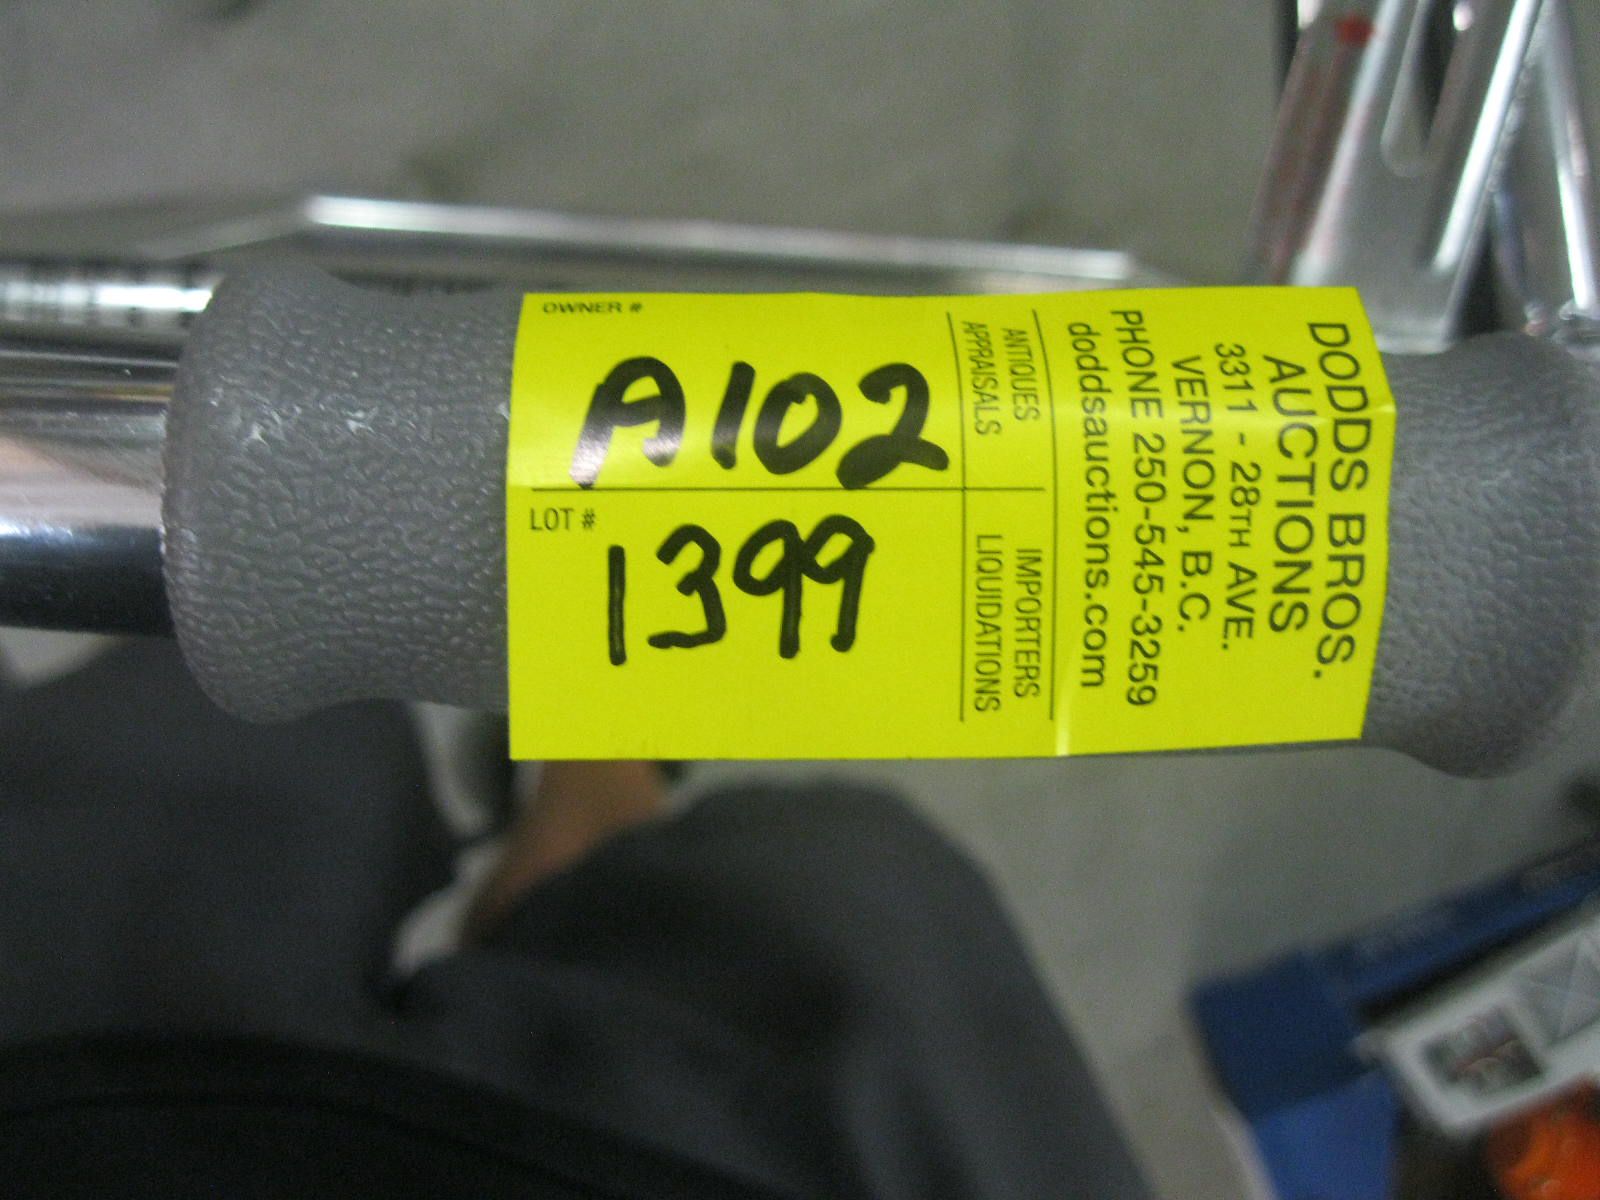 OWNER #
A102
LOT #
1399
ANTIQUES
APPRAISALS
IMPORTERS
LIQUIDATIONS
DODDS BROS.
AUCTIONS
3311 - 28TH AVE.
VERNON, B.C.
PHONE 250-545-3259
doddsauctions.com